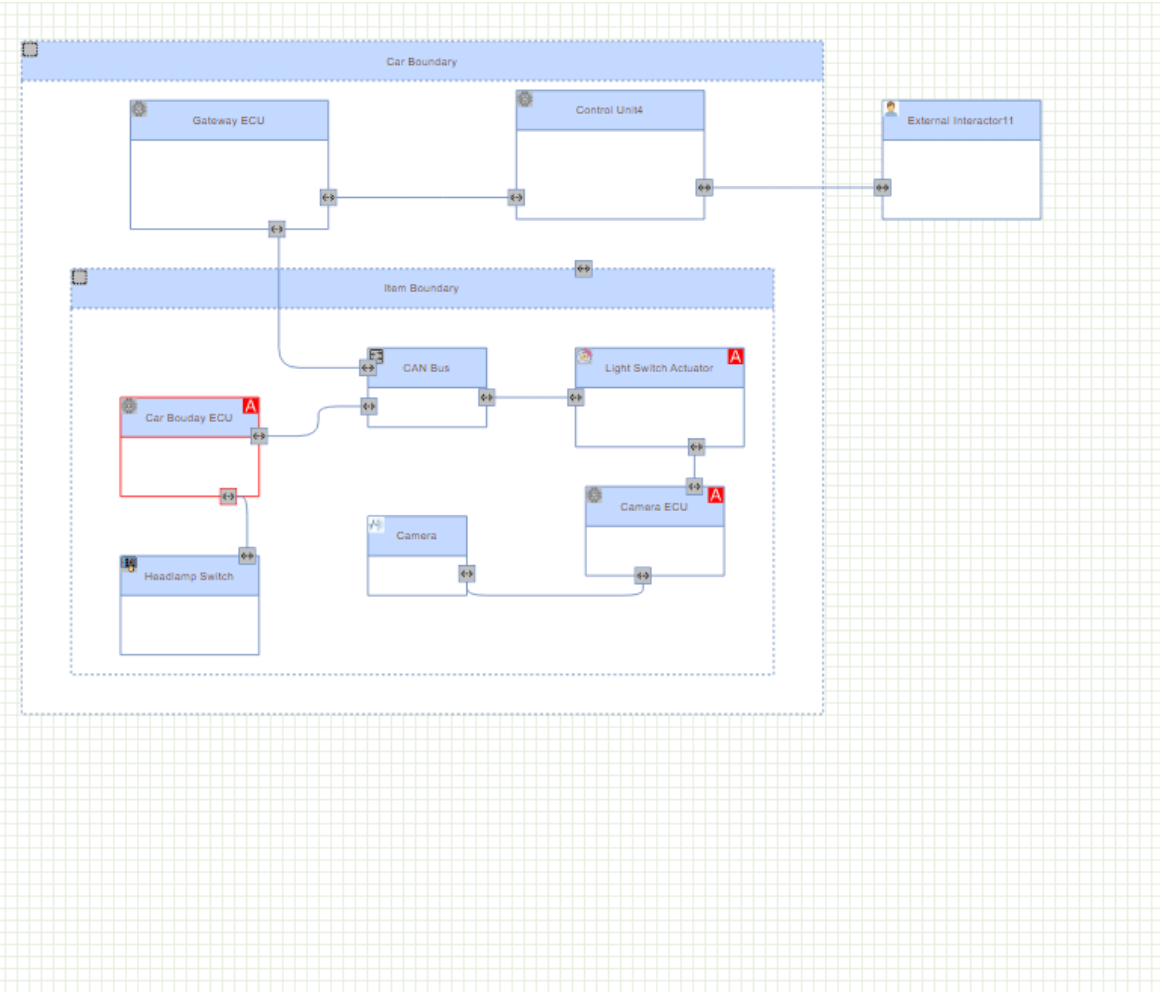 Car Boundary
Gateway ECU
Control Unit4
External Interactor11
Item Boundary
CAN Bus
Light Switch Actuator
A
Car Bouday ECU
A
Camera ECU
A
Camera
Headlamp Switch